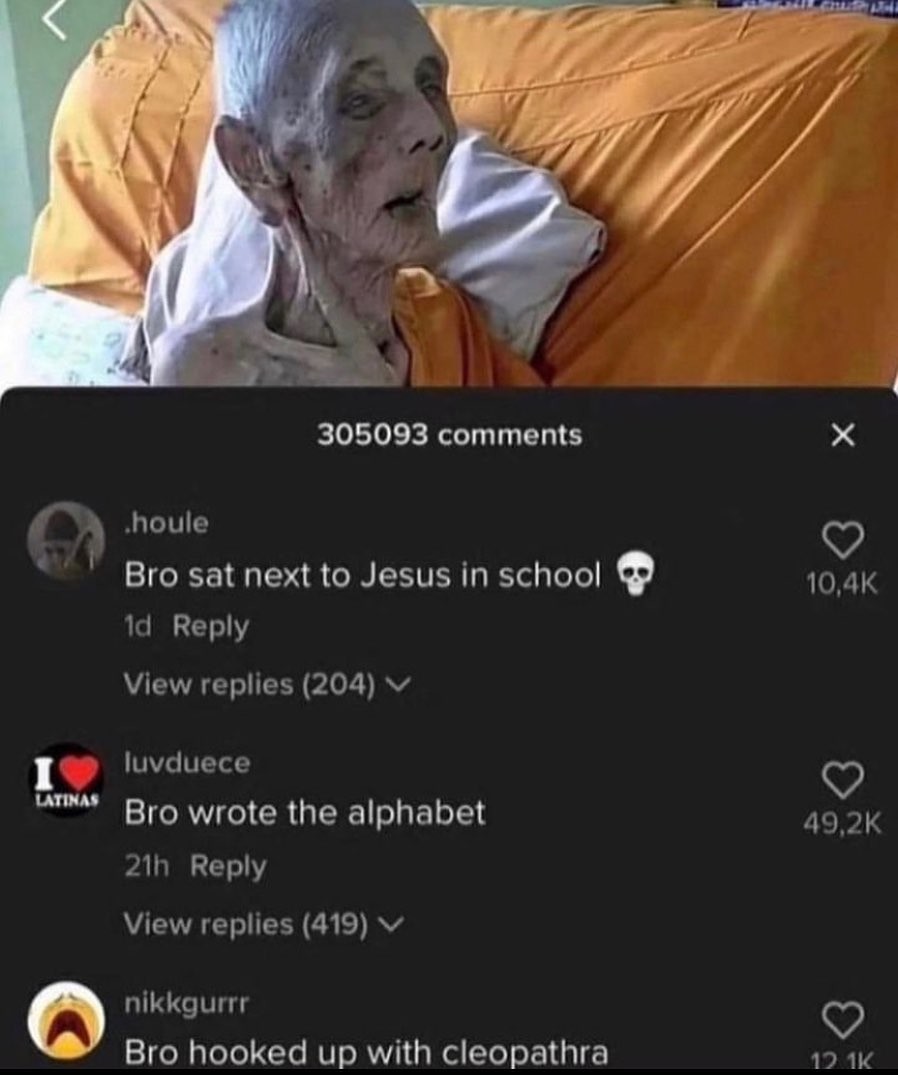 305093 comments
.houle
Bro sat next to Jesus in school 💀
10,4K
1d Reply
View replies (204)
I ❤ LATINAS
luvduece
Bro wrote the alphabet
49,2K
21h Reply
View replies (419)
nikkgurrr
Bro hooked up with cleopathra
12 1K